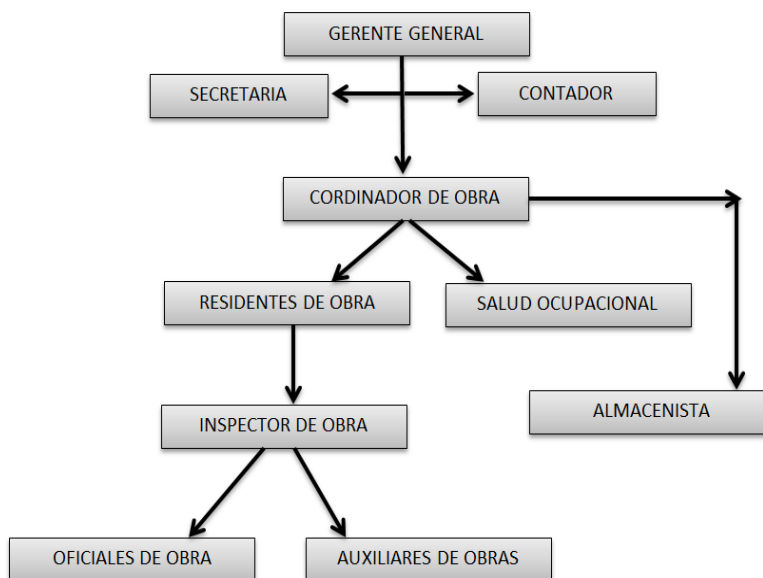 GERENTE GENERAL
SECRETARIA
CONTADOR
CORDINADOR DE OBRA
RESIDENTES DE OBRA
SALUD OCUPACIONAL
ALMACENISTA
INSPECTOR DE OBRA
OFICIALES DE OBRA
AUXILIARES DE OBRAS